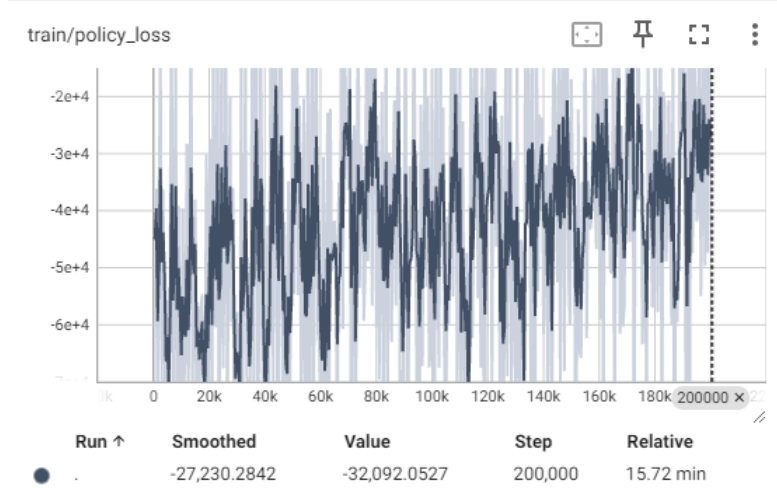 train/policy_loss
-2e+4
-3e+4
-4e+4
-5e+4
-6e+4
0 20k 40k 60k 80k 100k 120k 140k 160k 180k 200000 ×
Run ↑ Smoothed Value Step Relative
. -27,230.2842 -32,092.0527 200,000 15.72 min